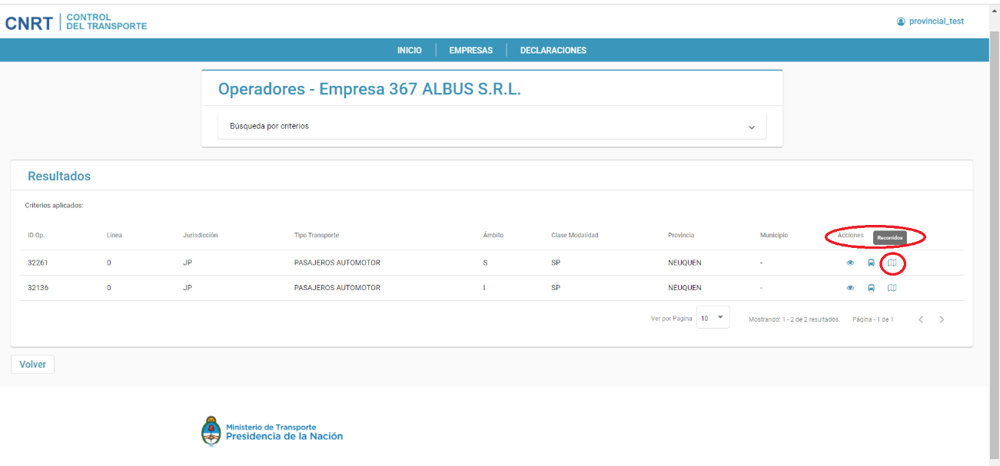 CNRT CONTROL DEL TRANSPORTE
provincial_test
INICIO EMPRESAS DECLARACIONES
Operadores - Empresa 367 ALBUS S.R.L.
Búsqueda por criterios
Resultados
Criterios aplicados:
ID Op. Línea Jurisdicción Tipo Transporte Ámbito Clase Modalidad Provincia Municipio Acciones Recorridos
32261 0 JP PASAJEROS AUTOMOTOR S SP NEUQUEN -
32136 0 JP PASAJEROS AUTOMOTOR I SP NEUQUEN -
Ver por Página 10 Mostrando: 1 - 2 de 2 resultados. Página - 1 de 1
Volver
Ministerio de Transporte
Presidencia de la Nación